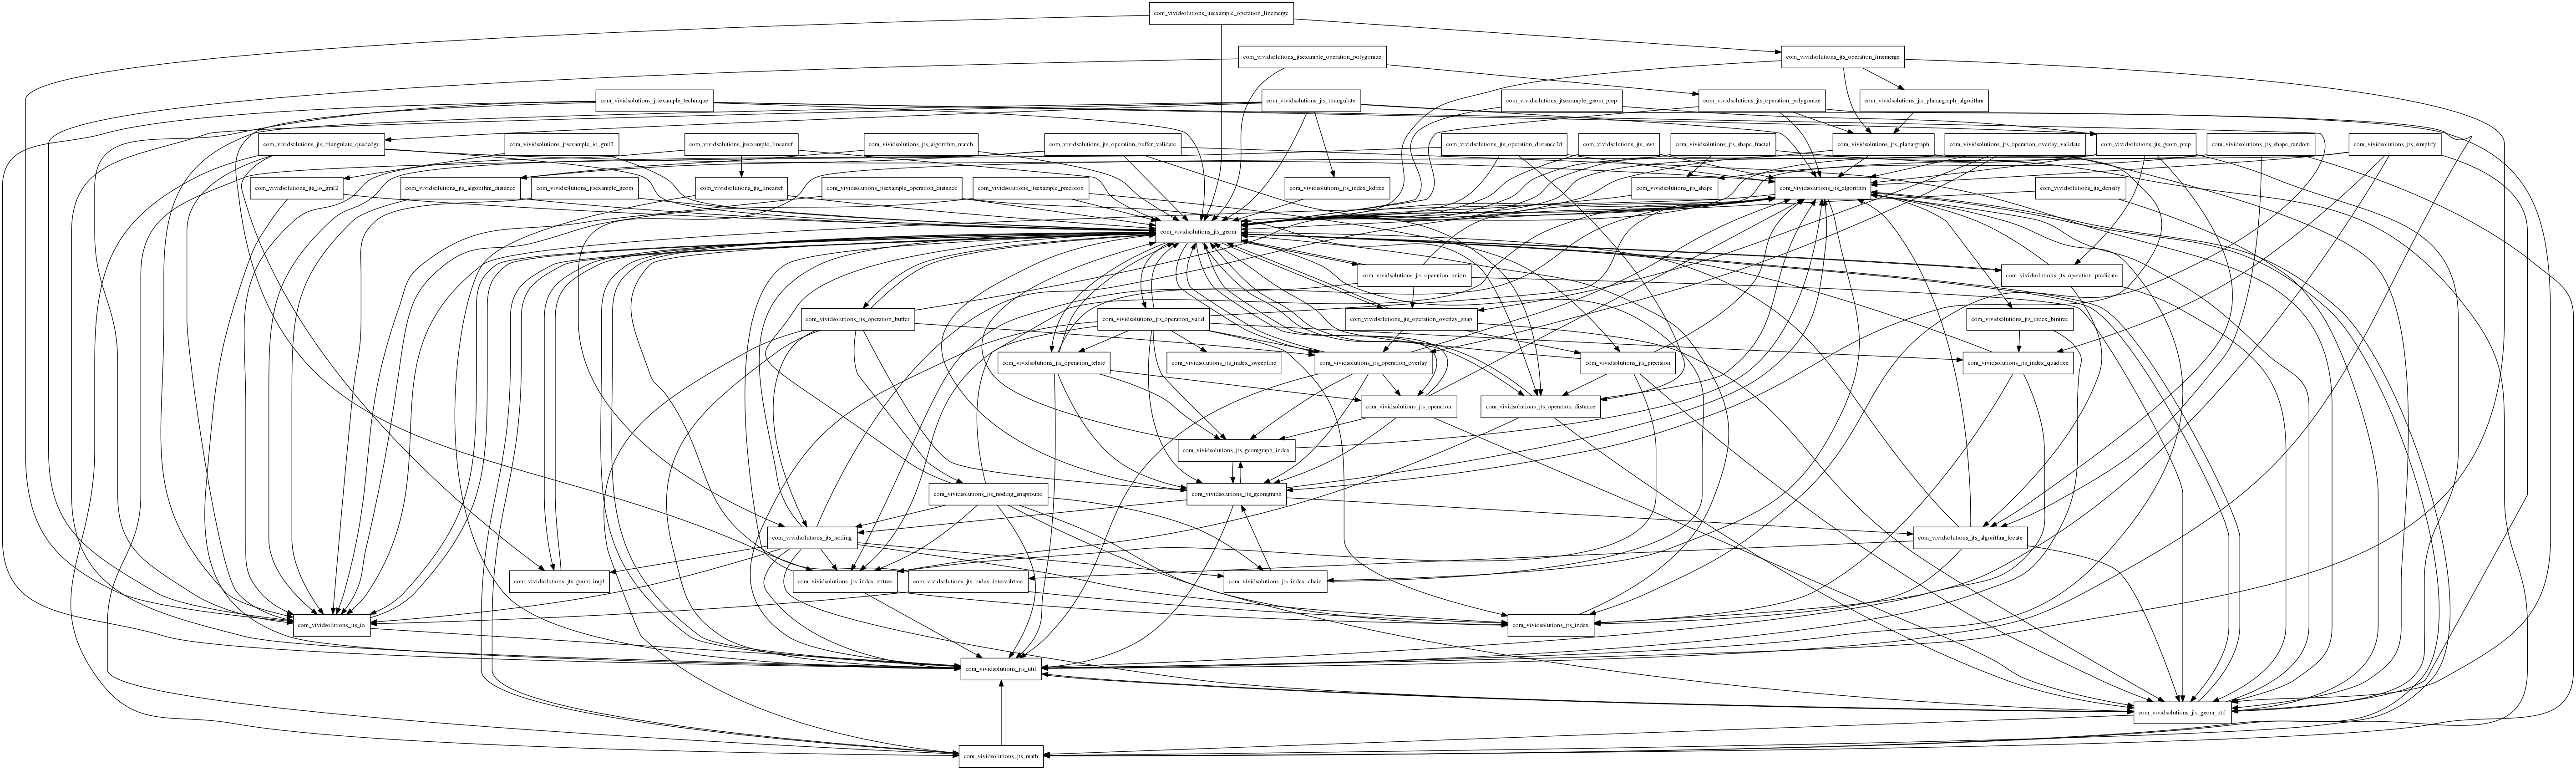 com_vividsolutions_jtsexample_operation_linemerge
com_vividsolutions_jtsexample_operation_polygonize
com_vividsolutions_jts_operation_linemerge
com_vividsolutions_jtsexample_technique
com_vividsolutions_jts_triangulate
com_vividsolutions_jtsexample_geom_prep
com_vividsolutions_jts_operation_polygonize
com_vividsolutions_jts_planargraph_algorithm
com_vividsolutions_jts_triangulate_quadedge
com_vividsolutions_jtsexample_io_gml2
com_vividsolutions_jtsexample_linearref
com_vividsolutions_jts_algorithm_match
com_vividsolutions_jts_operation_buffer_validate
com_vividsolutions_jts_operation_distance3d
com_vividsolutions_jts_awt
com_vividsolutions_jts_shape_fractal
com_vividsolutions_jts_planargraph
com_vividsolutions_jts_operation_overlay_validate
com_vividsolutions_jts_geom_prep
com_vividsolutions_jts_shape_random
com_vividsolutions_jts_simplify
com_vividsolutions_jts_io_gml2
com_vividsolutions_jts_algorithm_distance
com_vividsolutions_jtsexample_geom
com_vividsolutions_jts_linearref
com_vividsolutions_jtsexample_operation_distance
com_vividsolutions_jtsexample_precision
com_vividsolutions_jts_index_kdtree
com_vividsolutions_jts_shape
com_vividsolutions_jts_algorithm
com_vividsolutions_jts_densify
com_vividsolutions_jts_geom
com_vividsolutions_jts_operation_union
com_vividsolutions_jts_operation_predicate
com_vividsolutions_jts_operation_buffer
com_vividsolutions_jts_operation_valid
com_vividsolutions_jts_operation_overlay_snap
com_vividsolutions_jts_index_bintree
com_vividsolutions_jts_operation_relate
com_vividsolutions_jts_index_sweepline
com_vividsolutions_jts_operation_overlay
com_vividsolutions_jts_precision
com_vividsolutions_jts_index_quadtree
com_vividsolutions_jts_operation
com_vividsolutions_jts_operation_distance
com_vividsolutions_jts_geomgraph_index
com_vividsolutions_jts_noding_snapround
com_vividsolutions_jts_geomgraph
com_vividsolutions_jts_noding
com_vividsolutions_jts_algorithm_locate
com_vividsolutions_jts_geom_impl
com_vividsolutions_jts_index_strtree
com_vividsolutions_jts_index_intervalrtree
com_vividsolutions_jts_index_chain
com_vividsolutions_jts_io
com_vividsolutions_jts_index
com_vividsolutions_jts_util
com_vividsolutions_jts_geom_util
com_vividsolutions_jts_math